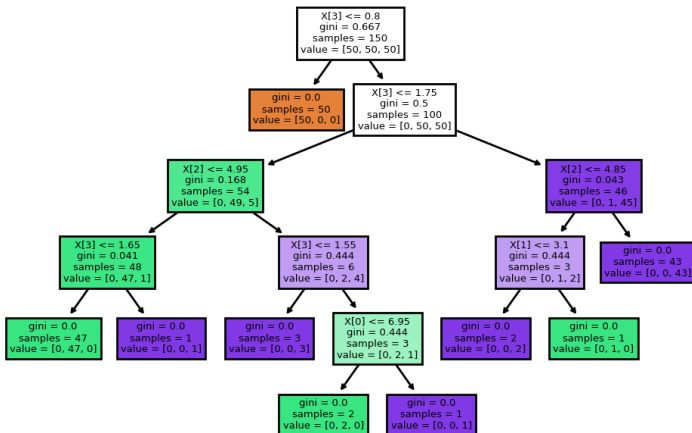 X[3] <= 0.8
gini = 0.667
samples = 150
value = [50, 50, 50]
gini = 0.0
samples = 50
value = [50, 0, 0]
X[3] <= 1.75
gini = 0.5
samples = 100
value = [0, 50, 50]
X[2] <= 4.95
gini = 0.168
samples = 54
value = [0, 49, 5]
X[2] <= 4.85
gini = 0.043
samples = 46
value = [0, 1, 45]
X[3] <= 1.65
gini = 0.041
samples = 48
value = [0, 47, 1]
X[3] <= 1.55
gini = 0.444
samples = 6
value = [0, 2, 4]
X[1] <= 3.1
gini = 0.444
samples = 3
value = [0, 1, 2]
gini = 0.0
samples = 43
value = [0, 0, 43]
gini = 0.0
samples = 47
value = [0, 47, 0]
gini = 0.0
samples = 1
value = [0, 0, 1]
gini = 0.0
samples = 3
value = [0, 0, 3]
X[0] <= 6.95
gini = 0.444
samples = 3
value = [0, 2, 1]
gini = 0.0
samples = 2
value = [0, 0, 2]
gini = 0.0
samples = 1
value = [0, 1, 0]
gini = 0.0
samples = 2
value = [0, 2, 0]
gini = 0.0
samples = 1
value = [0, 0, 1]